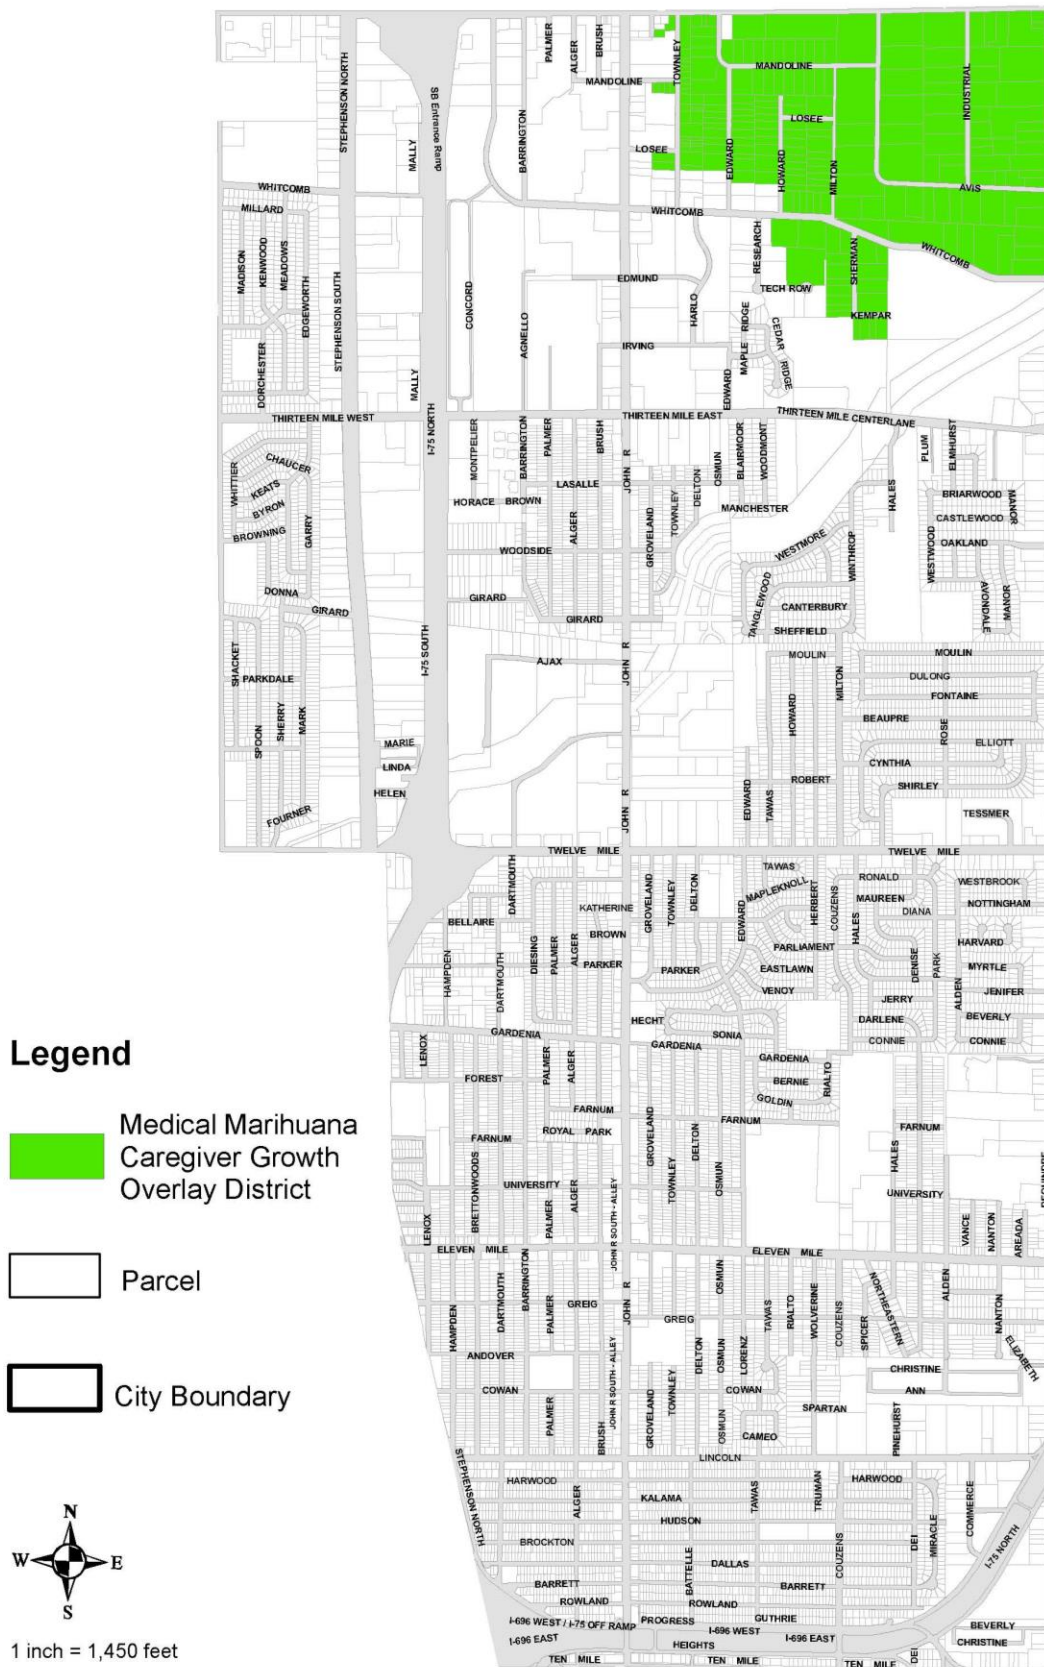 PALMER
ALGER
BRUSH
TOWNLEY
MANDOLINE
MANDOLINE
STEPHENSON NORTH
SB Entrence Ramp
MALLY
BARRINGTON
LOSEE
LOSEE
INDUSTRIAL
EDWARD
HOWARD
MILTON
AVIS
WHITCOMB
MILLARD
WHITCOMB
WHITCOMB
MADISON
KENWOOD
MEADOWS
EDGEWORTH
DORCHESTER
STEPHENSON SOUTH
CONCORD
AGNELLO
EDMUND
HARLO
RESEARCH
TECH ROW
SHERMAN
KEMPAR
IRVING
MAPLE RIDGE
CEDAR RIDGE
EDWARD
MALLY
THIRTEEN MILE WEST
I-75 NORTH
THIRTEEN MILE EAST
THIRTEEN MILE CENTERLANE
MONTPELIER
BARRINGTON
PALMER
BRUSH
JOHN R
DELTON
OSMUN
BLAIRMOOR
WOODMONT
PLUM
ELMHURST
WHITTIER
CHAUCER
KEATS
BYRON
BROWNING
GARRY
LASALLE
HORACE BROWN
ALGER
TOWNLEY
MANCHESTER
HALES
BRIARWOOD
MANOR
CASTLEWOOD
WOODSIDE
GROVELAND
WESTMORE
WINTHROP
WESTWOOD
OAKLAND
DONNA
GIRARD
GIRARD
GIRARD
TANGLEWOOD
CANTERBURY
SHEFFIELD
AVONDALE
MANOR
SHACKET
PARKDALE
SPOON
SHERRY
MARK
I-75 SOUTH
AJAX
JOHN R
MOULIN
HOWARD
MILTON
MOULIN
DULONG
FONTAINE
BEAUPRE
ROSE
ELLIOTT
MARIE
LINDA
HELEN
FOURNER
CYNTHIA
SHIRLEY
ROBERT
EDWARD
TAWAS
JOHN R
TESSMER
TWELVE MILE
TWELVE MILE
DARTMOUTH
BELLAIRE
KATHERINE
BROWN
GROVELAND
TOWNLEY
DELTON
TAWAS
MAPLEKNOLL
HERBERT
COUZENS
RONALD
MAUREEN
DIANA
WESTBROOK
NOTTINGHAM
HAMPDEN
DARTMOUTH
DIESING
PALMER
ALGER
PARKER
PARKER
EDWARD
PARLIAMENT
EASTLAWN
VENOY
HALES
DENISE
PARK
HARVARD
MYRTLE
ALDEN
JENIFER
JERRY
BEVERLY
GARDENIA
HECHT
SONIA
GARDENIA
GARDENIA
DARLENE
CONNIE
CONNIE
LENOX
FOREST
PALMER
ALGER
BERNIE
GOLDIN
RIALTO
FARNUM
ROYAL PARK
FARNUM
FARNUM
FARNUM
BRETTONWOODS
UNIVERSITY
GROVELAND
TOWNLEY
DELTON
OSMUN
HALES
UNIVERSITY
LENOX
PALMER
ALGER
JOHN R SOUTH - ALLEY
VANCE
NANTON
AREADA
ELEVEN MILE
ELEVEN MILE
HAMPDEN
DARTMOUTH
BARRINGTON
PALMER
GREIG
JOHN R
GREIG
OSMUN
TAWAS
RIALTO
WOLVERINE
COUZENS
SPICER
NORTHEASTERN
ALDEN
NANTON
ELIZABETH
ANDOVER
COWAN
PALMER
BRUSH
JOHN R SOUTH - ALLEY
GROVELAND
TOWNLEY
DELTON
OSMUN
LORENZ
COWAN
OSMUN
CAMEO
SPARTAN
CHRISTINE
ANN
PINEHURST
STEPHENSON NORTH
LINCOLN
HARWOOD
ALGER
KALAMA
HUDSON
TAWAS
TRUMAN
HARWOOD
COMMERCE
BROCKTON
BATTELLE
DALLAS
COUZENS
DEI
MIRACLE
I-75 NORTH
BARRETT
BARRETT
ROWLAND
ROWLAND
I-696 WEST / I-75 OFF RAMP
PROGRESS
GUTHRIE
I-696 EAST
I-696 WEST
I-696 EAST
HEIGHTS
BEVERLY
CHRISTINE
TEN MILE
TEN MILE
TEN MILE
DEI
Legend
Medical Marihuana
Caregiver Growth
Overlay District
Parcel
City Boundary
N
W
E
S
1 inch = 1,450 feet